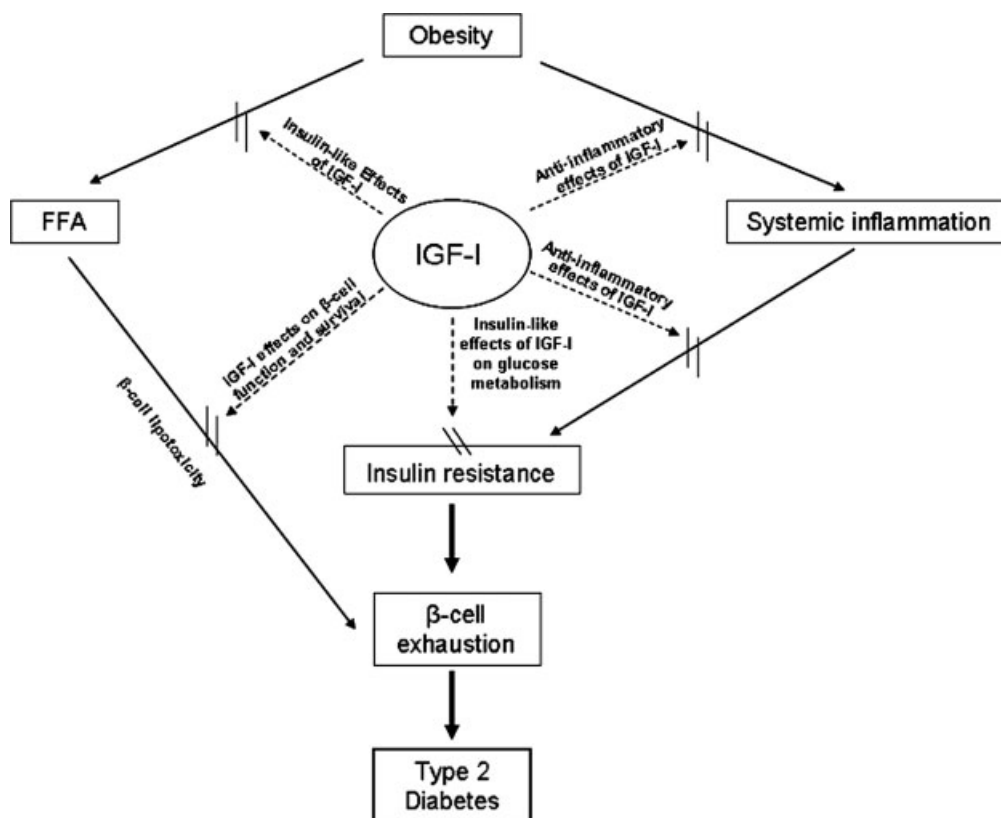 Obesity
Insulin-like Effects
of IGF-I
Anti-inflammatory
effects of IGF-I
FFA
IGF-I
Systemic inflammation
Anti-inflammatory
effects of IGF-I
IGF-I effects on β-cell
function and survival
Insulin-like
effects of IGF-I
on glucose
metabolism
β-cell lipotoxicity
Insulin resistance
β-cell
exhaustion
Type 2
Diabetes